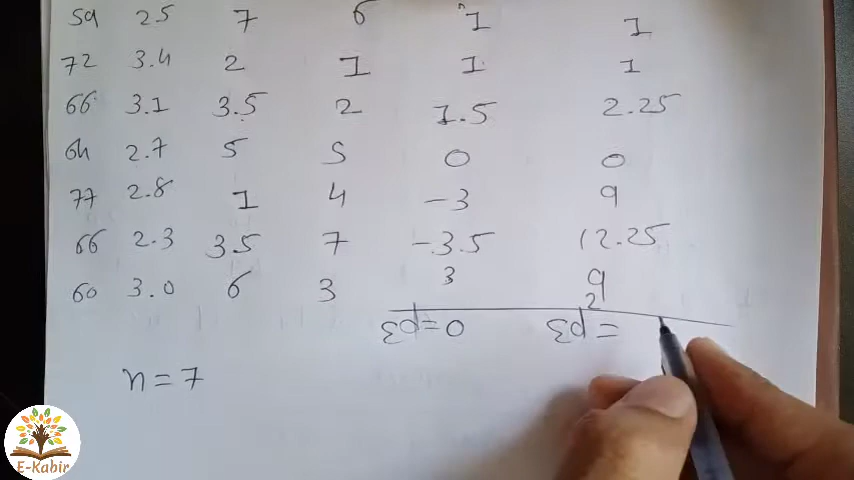 59 25 7 6 1 1
72 3.4 2 1 1 1
66 3.1 3.5 2 1.5 2.25
64 2.7 5 5 0 0
77 2.8 1 4 -3 9
66 2.3 3.5 7 -3.5 12.25
60 3.0 6 3 3 9
Σd=0 Σd²=
n=7
E-Kabir